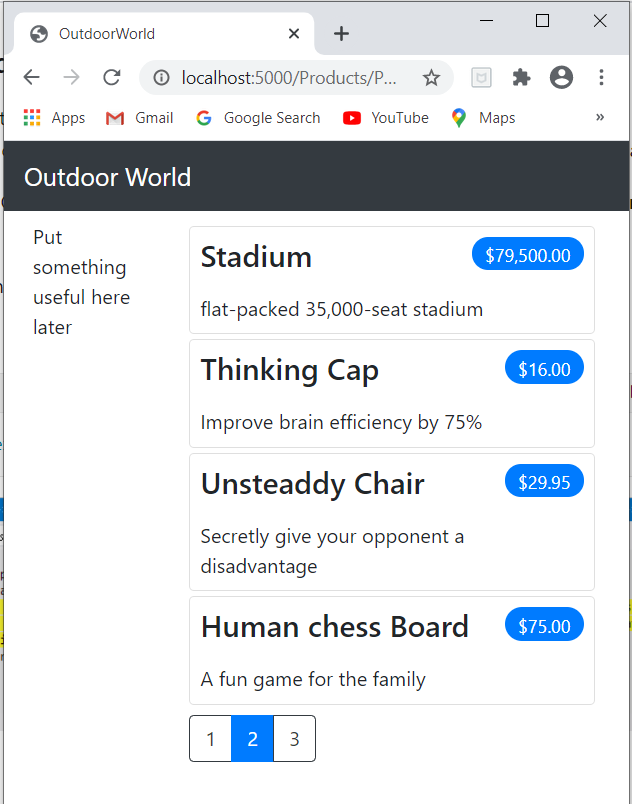 OutdoorWorld
localhost:5000/Products/P...
Apps Gmail Google Search YouTube Maps »
Outdoor World
Put
something
useful here
later
Stadium $79,500.00
flat-packed 35,000-seat stadium
Thinking Cap $16.00
Improve brain efficiency by 75%
Unsteaddy Chair $29.95
Secretly give your opponent a
disadvantage
Human chess Board $75.00
A fun game for the family
1 2 3